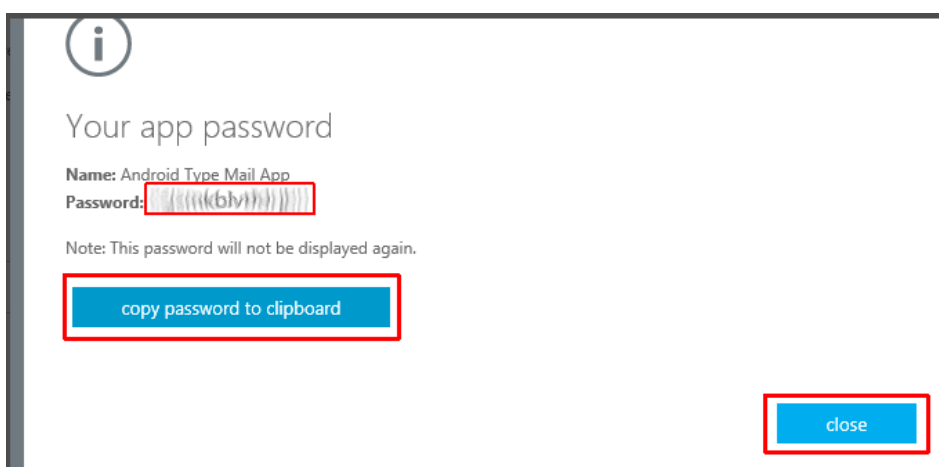 i
Your app password
Name: Android Type Mail App
Password:
Note: This password will not be displayed again.
copy password to clipboard
close